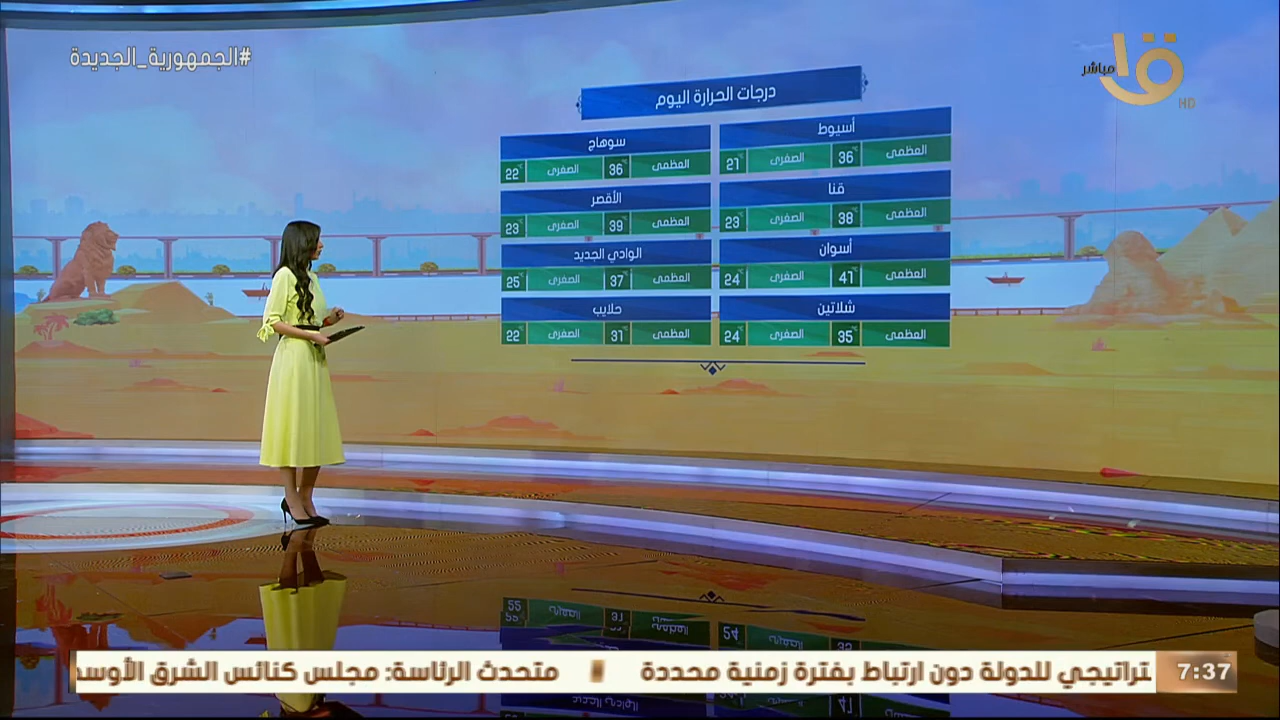 #الجمهورية_الجديدة
مباشر
HD
درجات الحرارة اليوم
أسيوط
العظمى 36°c الصغرى 21°c
سوهاج
العظمى 36°c الصغرى 22°c
قنا
العظمى 38°c الصغرى 23°c
الأقصر
العظمى 39°c الصغرى 23°c
أسوان
العظمى 41°c الصغرى 24°c
الوادي الجديد
العظمى 37°c الصغرى 25°c
شلاتين
العظمى 35°c الصغرى 24°c
حلايب
العظمى 31°c الصغرى 22°c
7:37
ـتراتيجي للدولة دون ارتباط بفترة زمنية محددة متحدث الرئاسة: مجلس كنائس الشرق الأوسـ